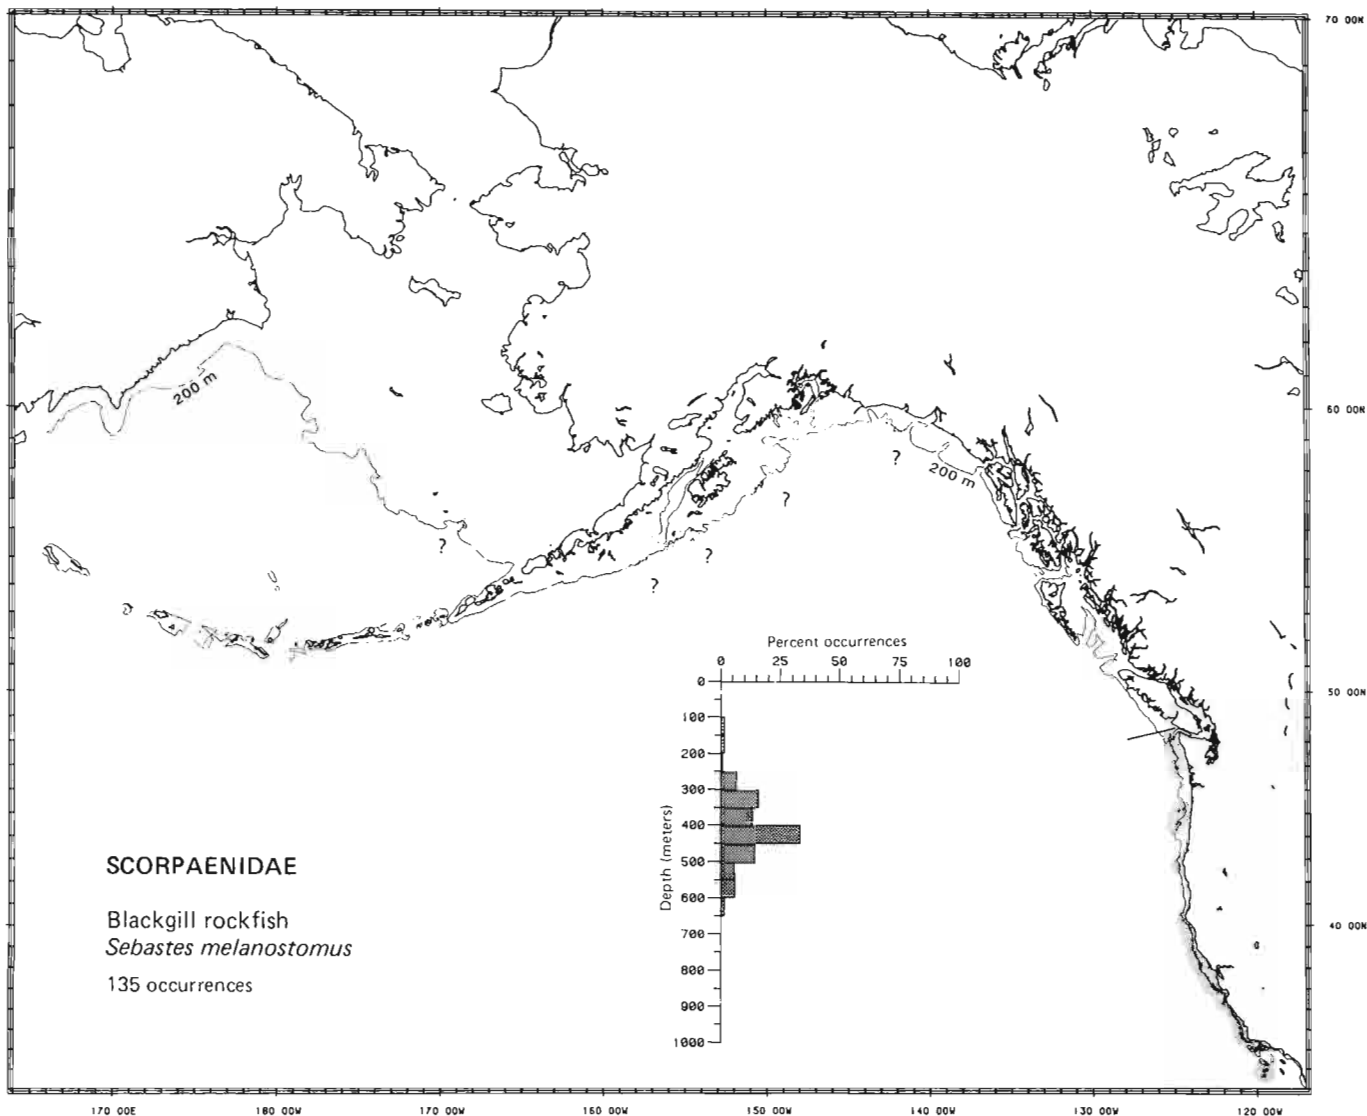 70 00N
200 m
60 00N
?
200 m
?
?
?
?
Percent occurrences
0 25 50 75 100
0
50 00N
100
200
300
400
500
600
700
800
900
1000
Depth (meters)
SCORPAENIDAE
Blackgill rockfish
Sebastes melanostomus
135 occurrences
40 00N
170 00E 180 00W 170 00W 160 00W 150 00W 140 00W 130 00W 120 00W